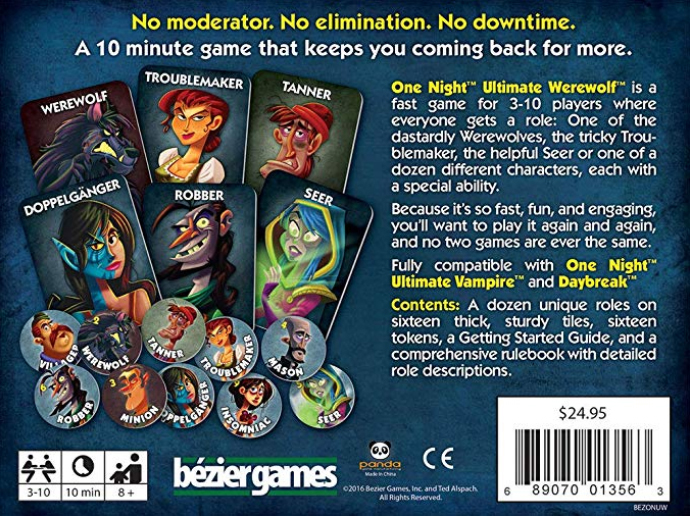 No moderator. No elimination. No downtime.
A 10 minute game that keeps you coming back for more.
WEREWOLF
TROUBLEMAKER
TANNER
DOPPELGÄNGER
ROBBER
SEER
One Night™ Ultimate Werewolf™ is a
fast game for 3-10 players where
everyone gets a role: One of the
dastardly Werewolves, the tricky Trou-
blemaker, the helpful Seer or one of a
dozen different characters, each with
a special ability.
Because it's so fast, fun, and engaging,
you'll want to play it again and again,
and no two games are ever the same.
Fully compatible with One Night™
Ultimate Vampire™ and Daybreak™
Contents: A dozen unique roles on
sixteen thick, sturdy tiles, sixteen
tokens, a Getting Started Guide, and a
comprehensive rulebook with detailed
role descriptions.
VILLAGER
WEREWOLF
TANNER
TROUBLEMAKER
MASON
6
ROBBER
3
MINION
DOPPELGÄNGER
INSOMNIAC
SEER
3-10
10 min
8 +
béziergames
panda
Made in China
CE
©2016 Bezier Games, Inc. and Ted Alspach.
All Rights Reserved.
$24.95
6 89070 01356 3
BEZONUW